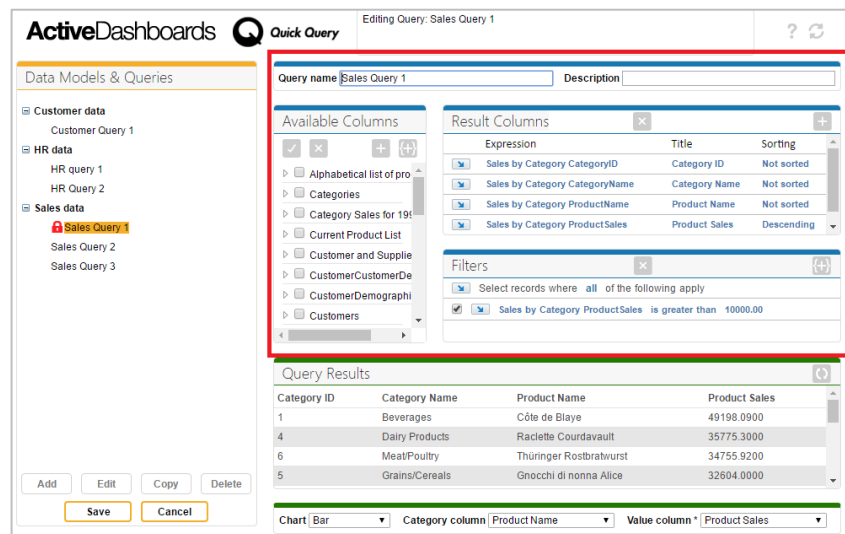 ActiveDashboards Quick Query
Editing Query: Sales Query 1
?
Data Models & Queries
Customer data
Customer Query 1
HR data
HR query 1
HR Query 2
Sales data
Sales Query 1
Sales Query 2
Sales Query 3
Add Edit Copy Delete
Save Cancel
Query name Sales Query 1 Description
Available Columns
Alphabetical list of pro
Categories
Category Sales for 199
Current Product List
Customer and Supplie
CustomerCustomerDe
CustomerDemographi
Customers
Result Columns
Expression Title Sorting
Sales by Category CategoryID Category ID Not sorted
Sales by Category CategoryName Category Name Not sorted
Sales by Category ProductName Product Name Not sorted
Sales by Category ProductSales Product Sales Descending
Filters
Select records where all of the following apply
Sales by Category ProductSales is greater than 10000.00
Query Results
Category ID Category Name Product Name Product Sales
1 Beverages Côte de Blaye 49198.0900
4 Dairy Products Raclette Courdavault 35775.3000
6 Meat/Poultry Thüringer Rostbratwurst 34755.9200
5 Grains/Cereals Gnocchi di nonna Alice 32604.0000
Chart Bar Category column Product Name Value column * Product Sales